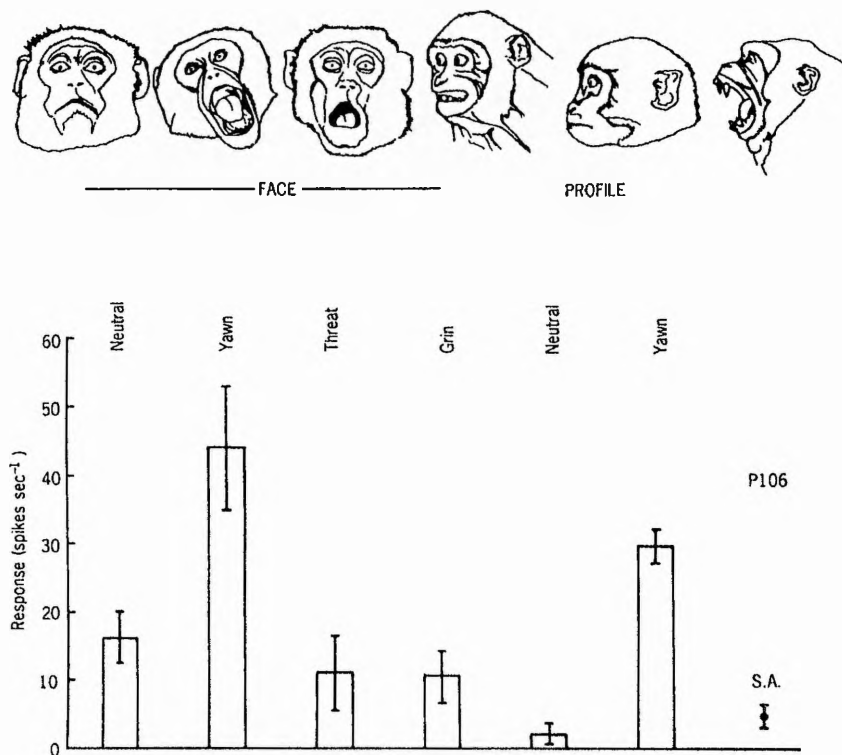 FACE
PROFILE
Neutral
Yawn
Threat
Grin
Neutral
Yawn
Response (spikes sec⁻¹)
60
50
40
30
20
10
0
P106
S.A.